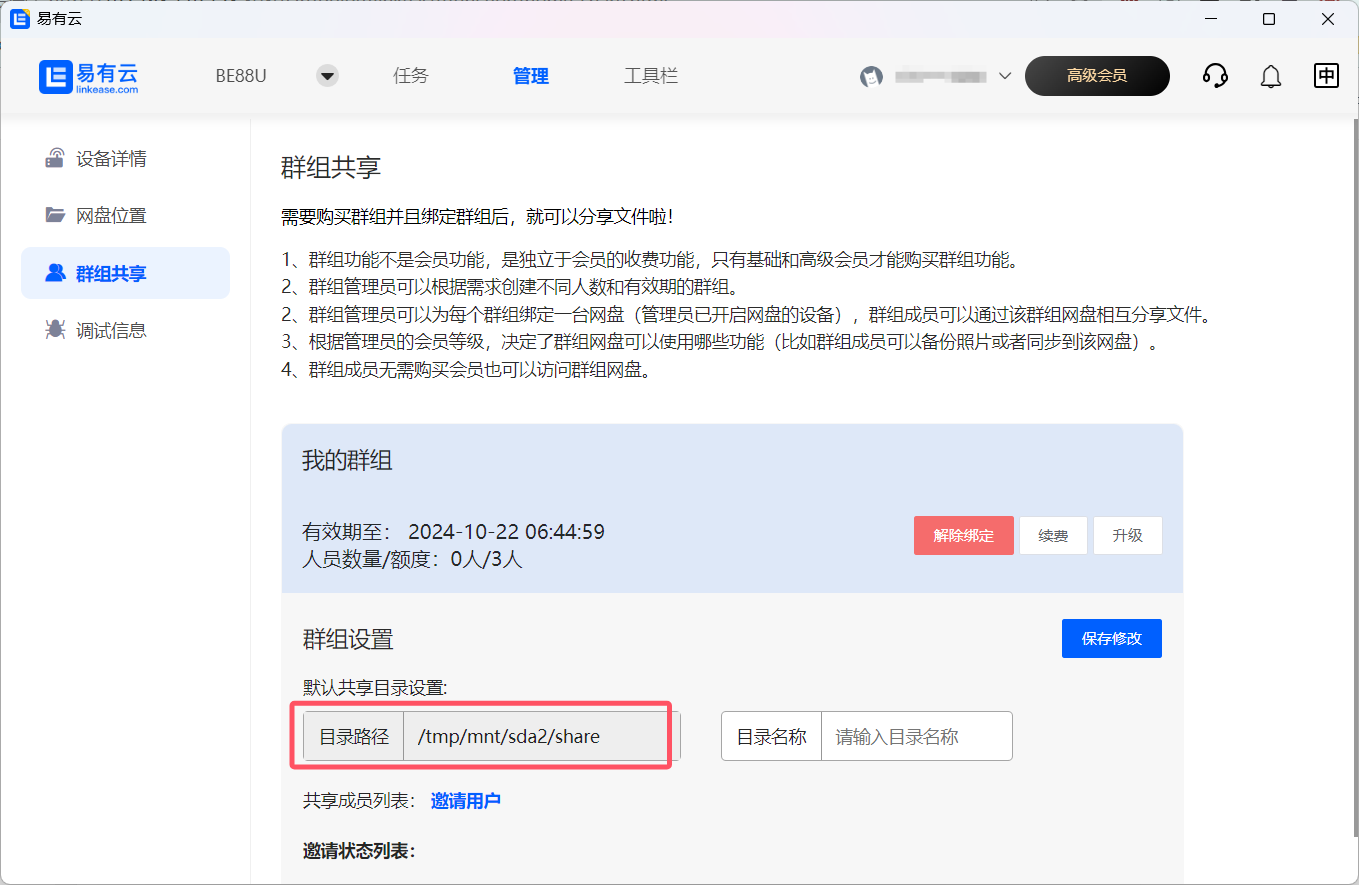 易有云
易有云
linkease.com
BE88U
任务
管理
工具栏
高级会员
中
设备详情
网盘位置
群组共享
调试信息
群组共享
需要购买群组并且绑定群组后，就可以分享文件啦！
1、群组功能不是会员功能，是独立于会员的收费功能，只有基础和高级会员才能购买群组功能。
2、群组管理员可以根据需求创建不同人数和有效期的群组。
2、群组管理员可以为每个群组绑定一台网盘（管理员已开启网盘的设备），群组成员可以通过该群组网盘相互分享文件。
3、根据管理员的会员等级，决定了群组网盘可以使用哪些功能（比如群组成员可以备份照片或者同步到该网盘）。
4、群组成员无需购买会员也可以访问群组网盘。
我的群组
有效期至： 2024-10-22 06:44:59
人员数量/额度：0人/3人
解除绑定
续费
升级
群组设置
保存修改
默认共享目录设置:
目录路径 /tmp/mnt/sda2/share
目录名称 请输入目录名称
共享成员列表： 邀请用户
邀请状态列表：